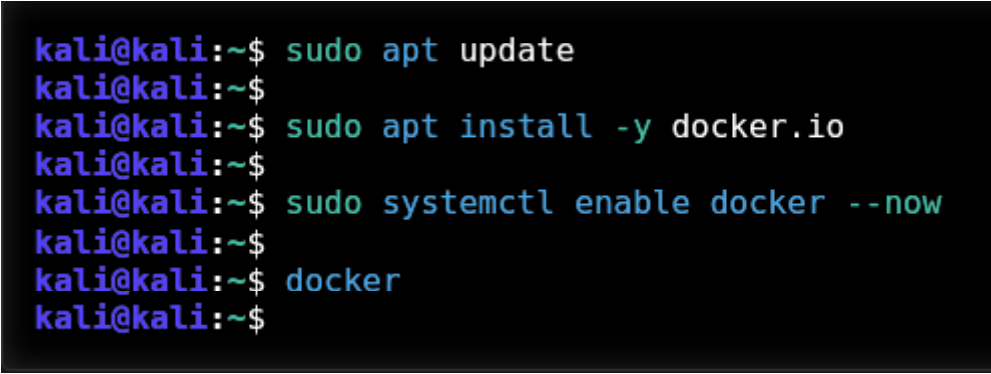 kali@kali:~$ sudo apt update
kali@kali:~$
kali@kali:~$ sudo apt install -y docker.io
kali@kali:~$
kali@kali:~$ sudo systemctl enable docker --now
kali@kali:~$
kali@kali:~$ docker
kali@kali:~$